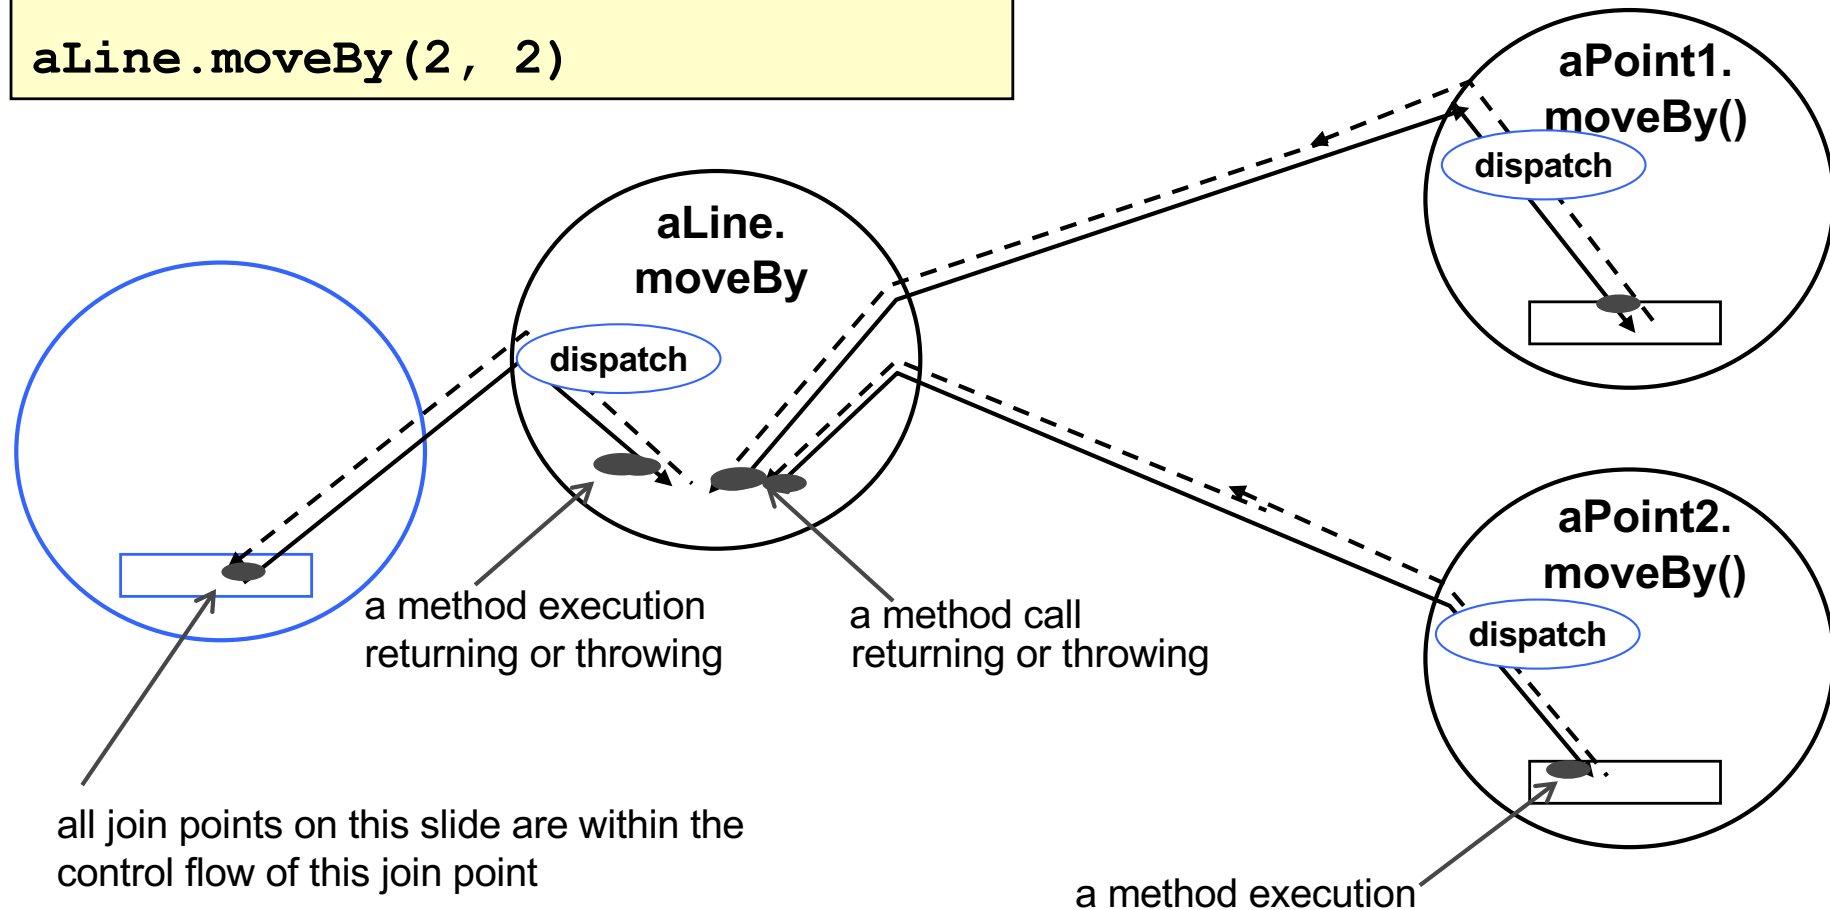 aLine.moveBy(2, 2)
aPoint1.
moveBy()
dispatch
aLine.
moveBy
dispatch
aPoint2.
moveBy()
dispatch
a method execution
returning or throwing
a method call
returning or throwing
all join points on this slide are within the
control flow of this join point
a method execution